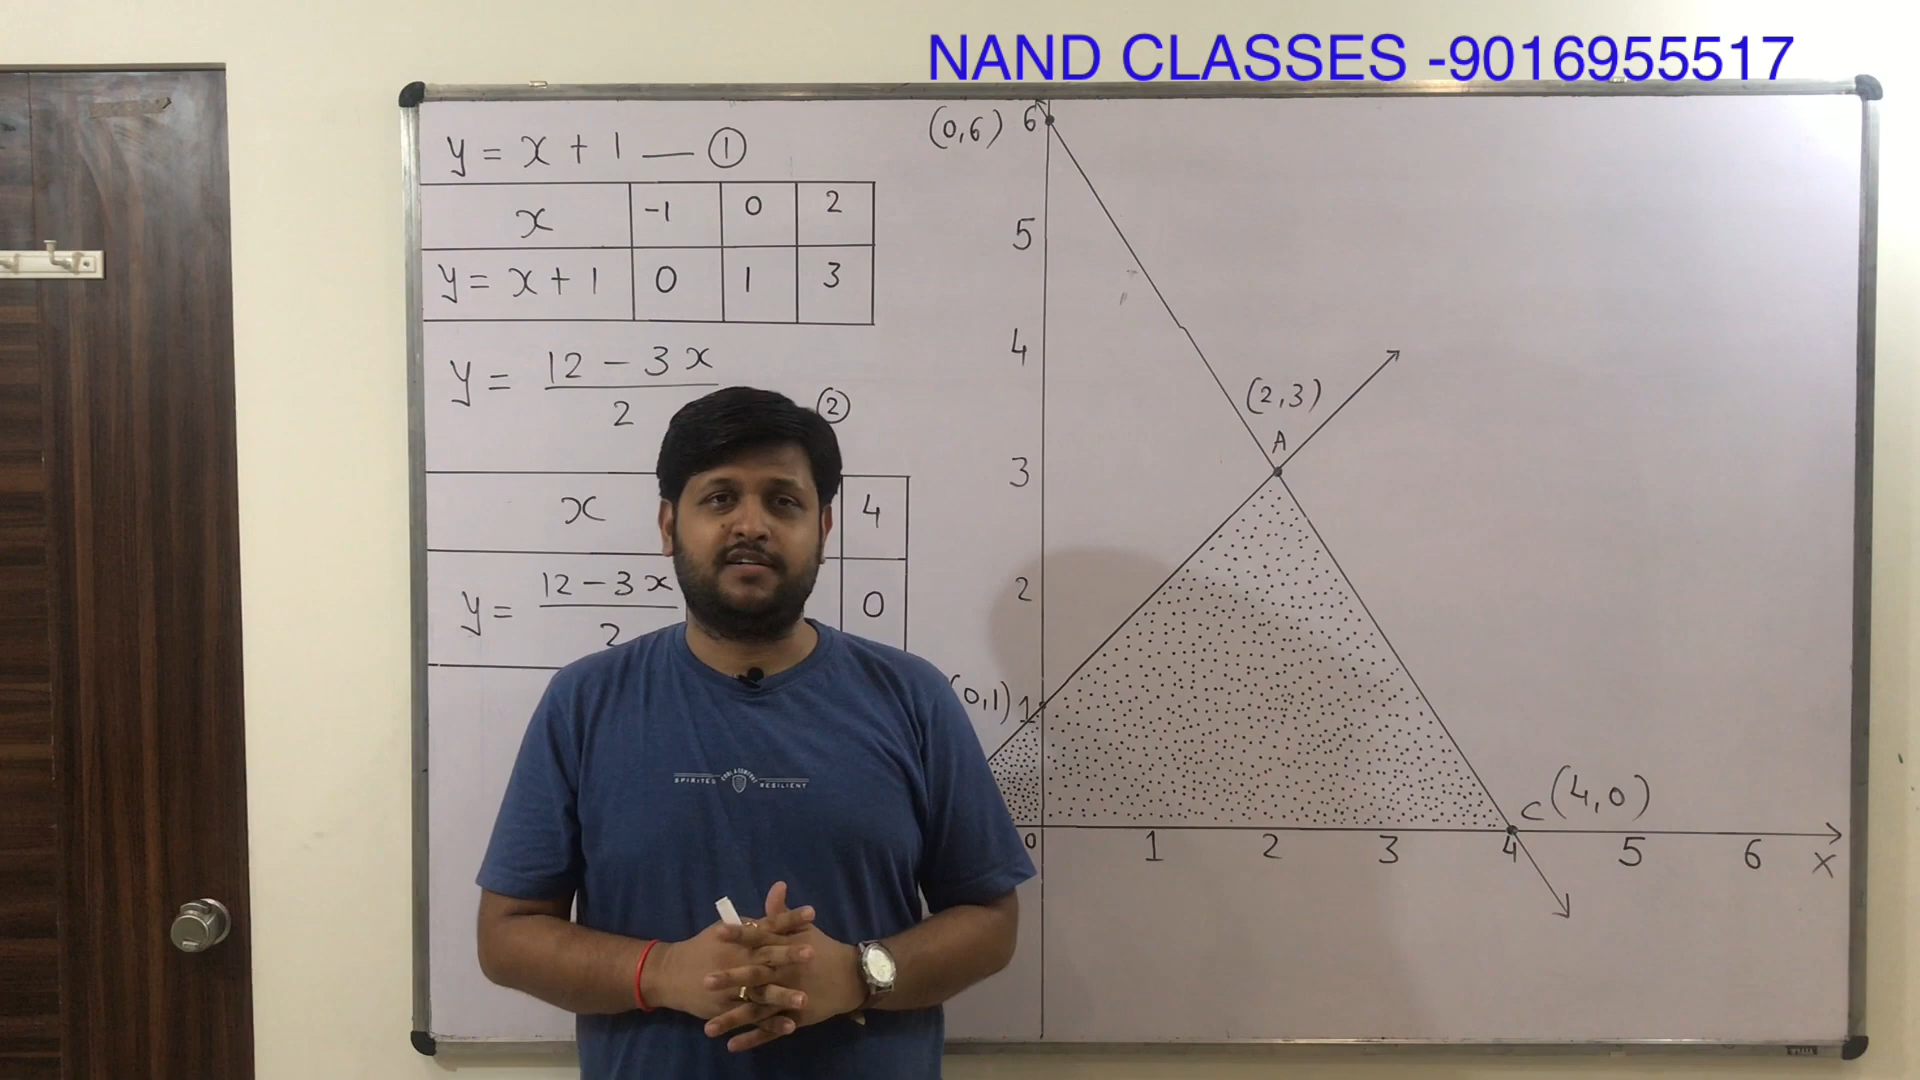 NAND CLASSES -9016955517
y = x + 1 — ①
x -1 0 2
y = x + 1 0 1 3
y = 12 - 3x
2
②
x 4
y = 12 - 3x 0
2
(0,6) 6
5
4
(2,3)
A
3
2
(0,1) 1
C (4,0)
0 1 2 3 4 5 6 X
SPIRITED RESILIENT